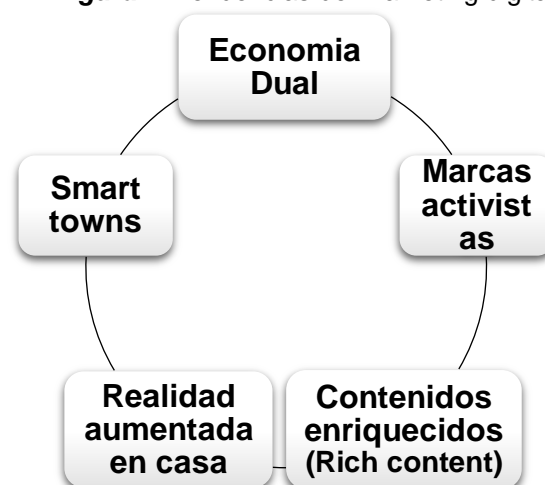 Economia
Dual
Marcas
activist
as
Contenidos
enriquecidos
(Rich content)
Realidad
aumentada
en casa
Smart
towns